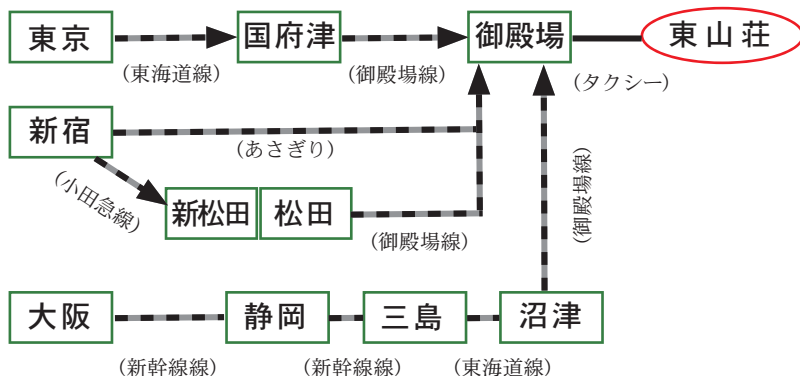 東京
国府津
御殿場
東山荘
(東海道線)
(御殿場線)
(タクシー)
新宿
(あさぎり)
(小田急線)
新松田
松田
(御殿場線)
(御殿場線)
大阪
静岡
三島
沼津
(新幹線線)
(新幹線線)
(東海道線)